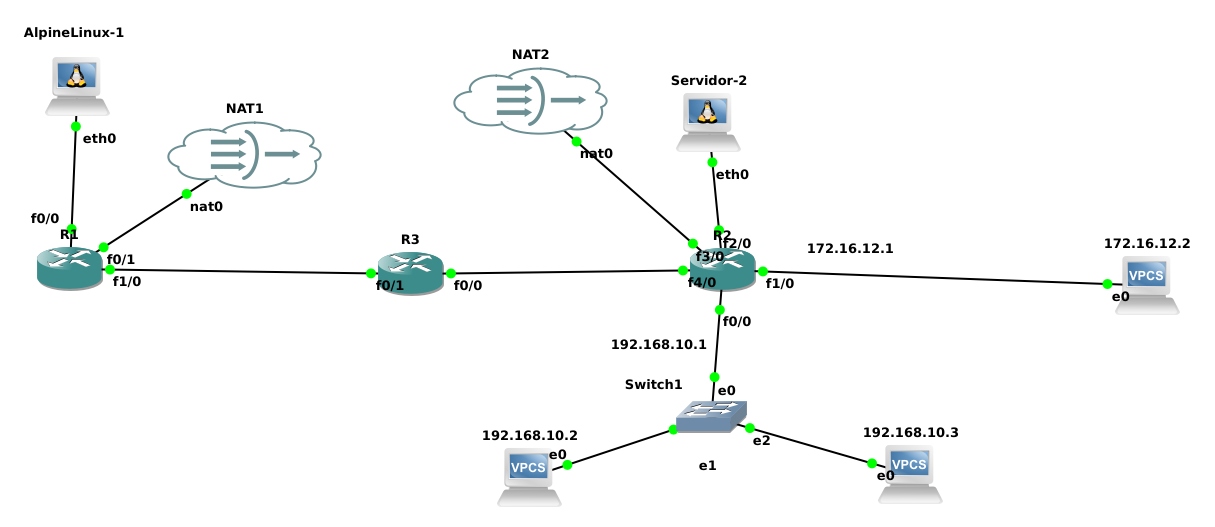 AlpineLinux-1
eth0
NAT1
nat0
f0/0
R1
f0/1
f1/0
NAT2
nat0
Servidor-2
eth0
R3
f0/1
f0/0
R2
f2/0
f3/0
f4/0
f1/0
f0/0
172.16.12.1
172.16.12.2
VPCS
e0
192.168.10.1
Switch1
e0
e1
e2
192.168.10.2
e0
VPCS
192.168.10.3
VPCS
e0